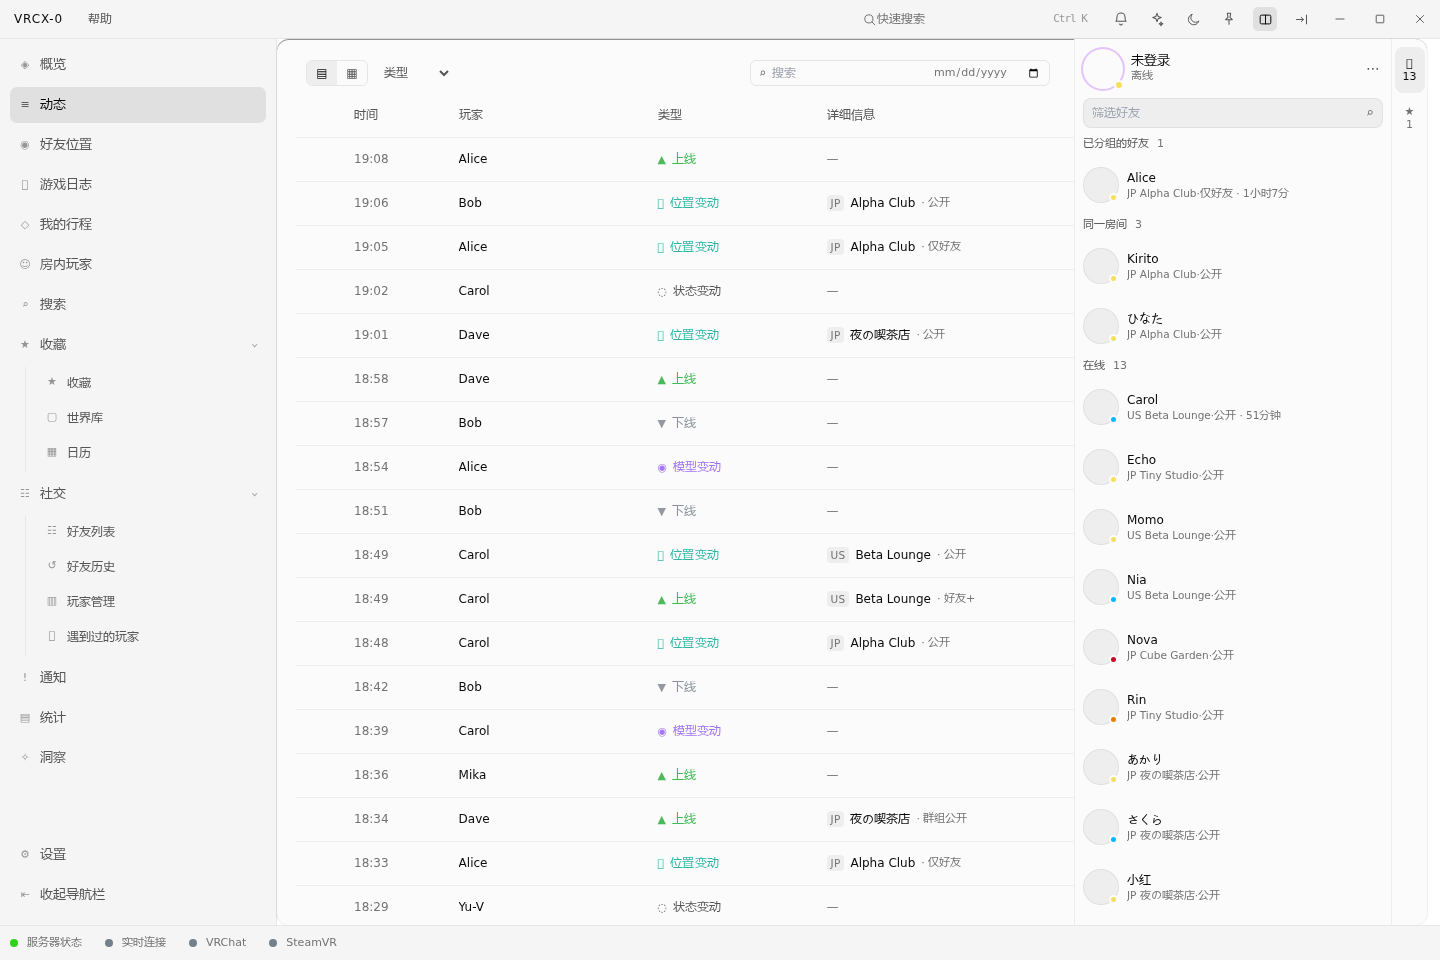 VRCX-0 帮助 快速搜索 Ctrl K
概览
动态
好友位置
游戏日志
我的行程
房内玩家
搜索
收藏
收藏
世界库
日历
社交
好友列表
好友历史
玩家管理
遇到过的玩家
通知
统计
洞察
设置
收起导航栏
类型 搜索 mm/dd/yyyy
时间 玩家 类型 详细信息
19:08 Alice 上线 —
19:06 Bob 位置变动 JP Alpha Club · 公开
19:05 Alice 位置变动 JP Alpha Club · 仅好友
19:02 Carol 状态变动 —
19:01 Dave 位置变动 JP 夜の喫茶店 · 公开
18:58 Dave 上线 —
18:57 Bob 下线 —
18:54 Alice 模型变动 —
18:51 Bob 下线 —
18:49 Carol 位置变动 US Beta Lounge · 公开
18:49 Carol 上线 US Beta Lounge · 好友+
18:48 Carol 位置变动 JP Alpha Club · 公开
18:42 Bob 下线 —
18:39 Carol 模型变动 —
18:36 Mika 上线 —
18:34 Dave 上线 JP 夜の喫茶店 · 群组公开
18:33 Alice 位置变动 JP Alpha Club · 仅好友
18:29 Yu-V 状态变动 —
未登录
离线
筛选好友
已分组的好友 1
Alice
JP Alpha Club·仅好友 · 1小时7分
同一房间 3
Kirito
JP Alpha Club·公开
ひなた
JP Alpha Club·公开
在线 13
Carol
US Beta Lounge·公开 · 51分钟
Echo
JP Tiny Studio·公开
Momo
US Beta Lounge·公开
Nia
US Beta Lounge·公开
Nova
JP Cube Garden·公开
Rin
JP Tiny Studio·公开
あかり
JP 夜の喫茶店·公开
さくら
JP 夜の喫茶店·公开
小红
JP 夜の喫茶店·公开
13
1
服务器状态 实时连接 VRChat SteamVR